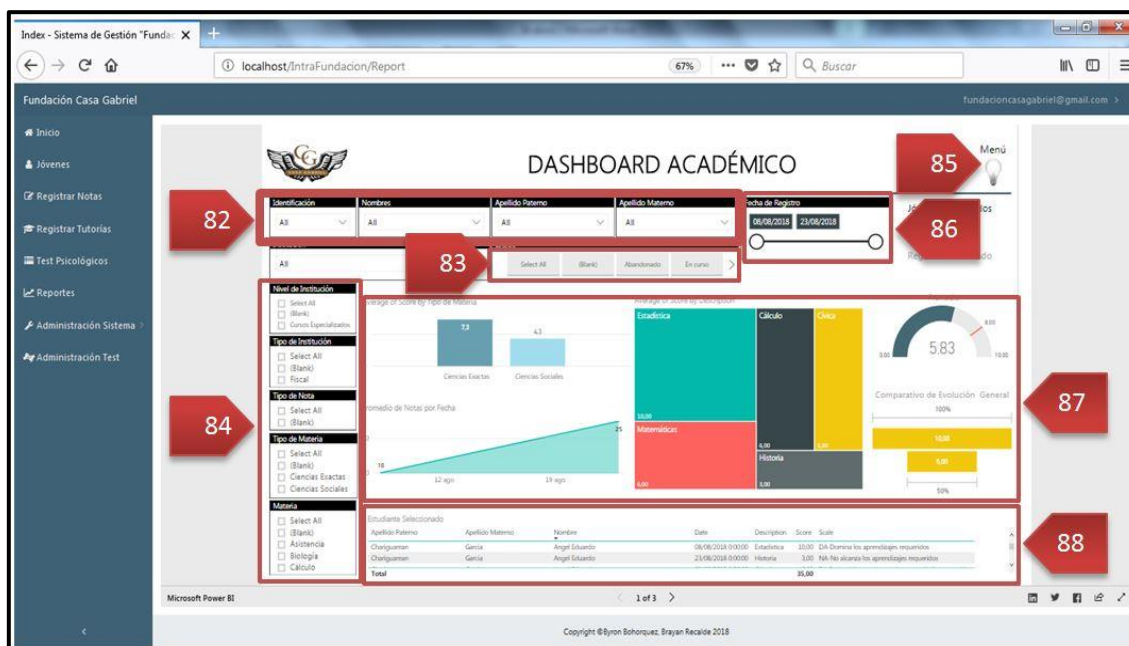 Index - Sistema de Gestión "Fundac
localhost/IntraFundacion/Report
67%
Buscar
Fundación Casa Gabriel
fundacioncasagabriel@gmail.com >
Inicio
Jóvenes
Registrar Notas
Registrar Tutorías
Test Psicológicos
Reportes
Administración Sistema >
Administración Test
CG
CASA GABRIEL
DASHBOARD ACADÉMICO
Menú
85
82
Identificación Nombres Apellido Paterno Apellido Materno
All All All All
Fecha de Registro
08/08/2018 23/08/2018
86
All
83
Select All (Blank) Abandonado En curso
84
Nivel de Institución
Select All
(Blank)
Cursos Especializados
Tipo de Institución
Select All
(Blank)
Fiscal
Tipo de Nota
Select All
(Blank)
Tipo de Materia
Select All
(Blank)
Ciencias Exactas
Ciencias Sociales
Materia
Select All
(Blank)
Asistencia
Biología
Cálculo
Average of Score by Tipo de Materia
7,3
4,3
Ciencias Exactas Ciencias Sociales
romedio de Notas por Fecha
18
25
12 ago 19 ago
Average of Score by Description
Estadística Cálculo Cívica
10,00
Matemáticas
6,00
6,00
Historia
3,00
0,00 5,83 8,00 10,00
Comparativo de Evolución General
100%
10,00
50%
87
Estudiante Seleccionado
Apellido Paterno Apellido Materno Nombre Date Description Score Scale
Chariguaman Garcia Angel Eduardo 08/08/2018 0:00:00 Estadística 10,00 DA-Domina los aprendizajes requeridos
Chariguaman Garcia Angel Eduardo 23/08/2018 0:00:00 Historia 3,00 NA-No alcanza los aprendizajes requeridos
Total 35,00
88
Microsoft Power BI
1 of 3
Copyright ©Byron Bohorquez, Brayan Recalde 2018